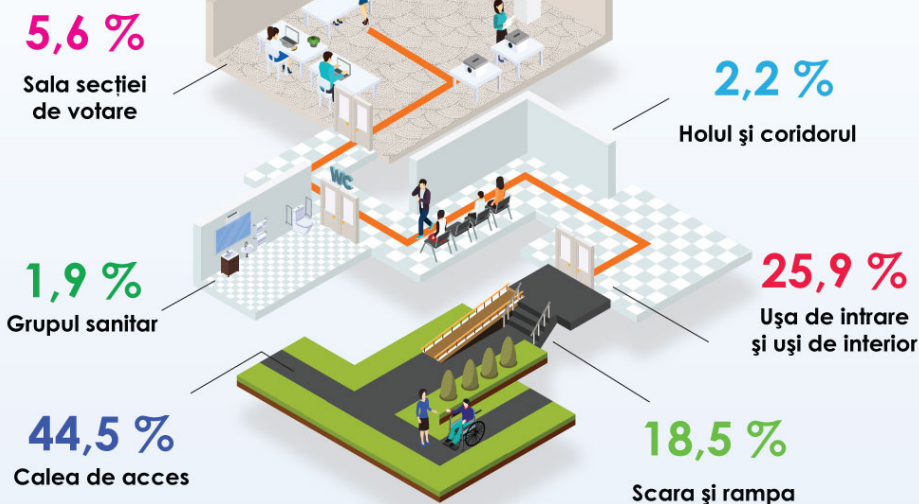 5,6 %
Sala secției
de votare
2,2 %
Holul și coridorul
WC
1,9 %
Grupul sanitar
25,9 %
Ușa de intrare
și uși de interior
44,5 %
Calea de acces
18,5 %
Scara și rampa